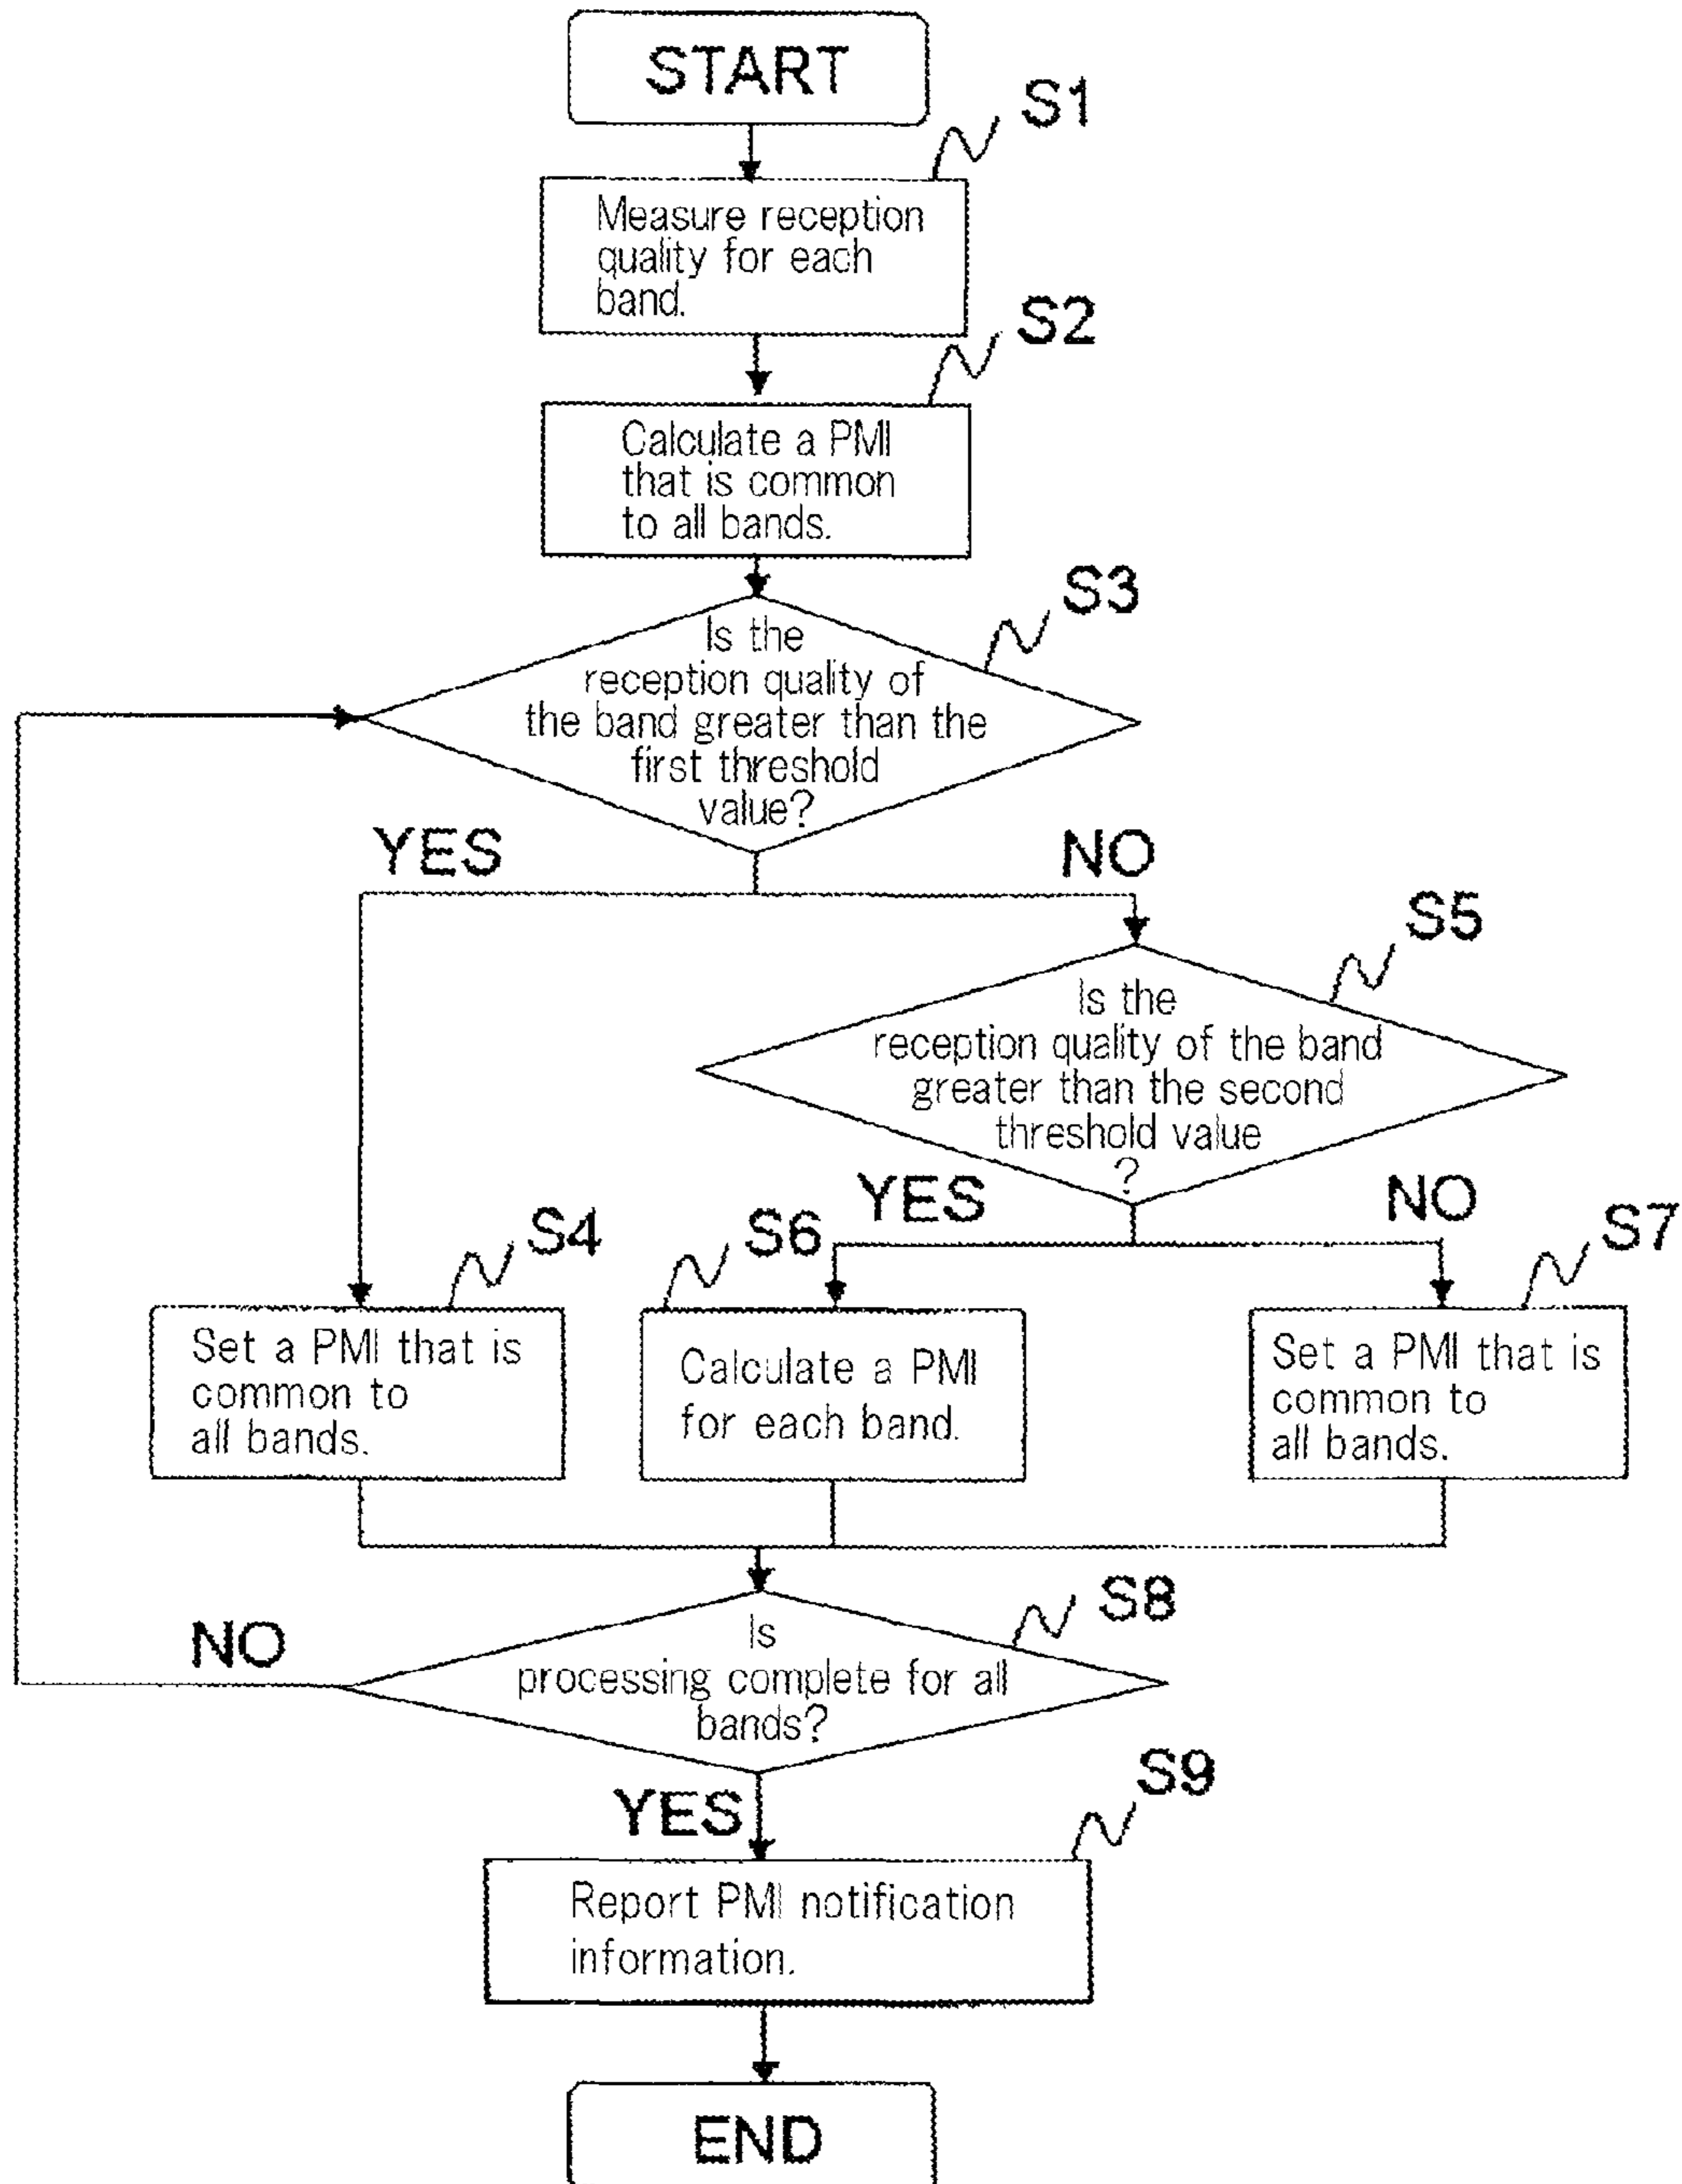 START
S1
Measure reception
quality for each
band.
S2
Calculate a PMI
that is common
to all bands.
S3
Is the
reception quality of
the band greater than the
first threshold
value?
YES
NO
S5
Is the
reception quality of the band
greater than the second
threshold value
?
YES
NO
S4
S6
S7
Set a PMI that is
common to
all bands.
Calculate a PMI
for each band.
Set a PMI that is
common to
all bands.
S8
Is
processing complete for all
bands?
NO
YES
S9
Report PMI notification
information.
END